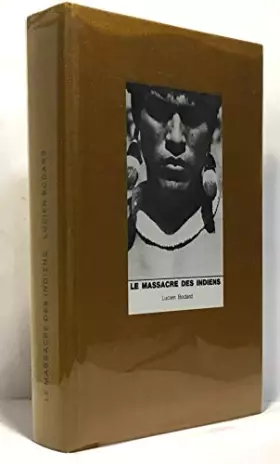 LE MASSACRE DES INDIENS LUCIEN BODARD
LE MASSACRE DES INDIENS
Lucien Bodard